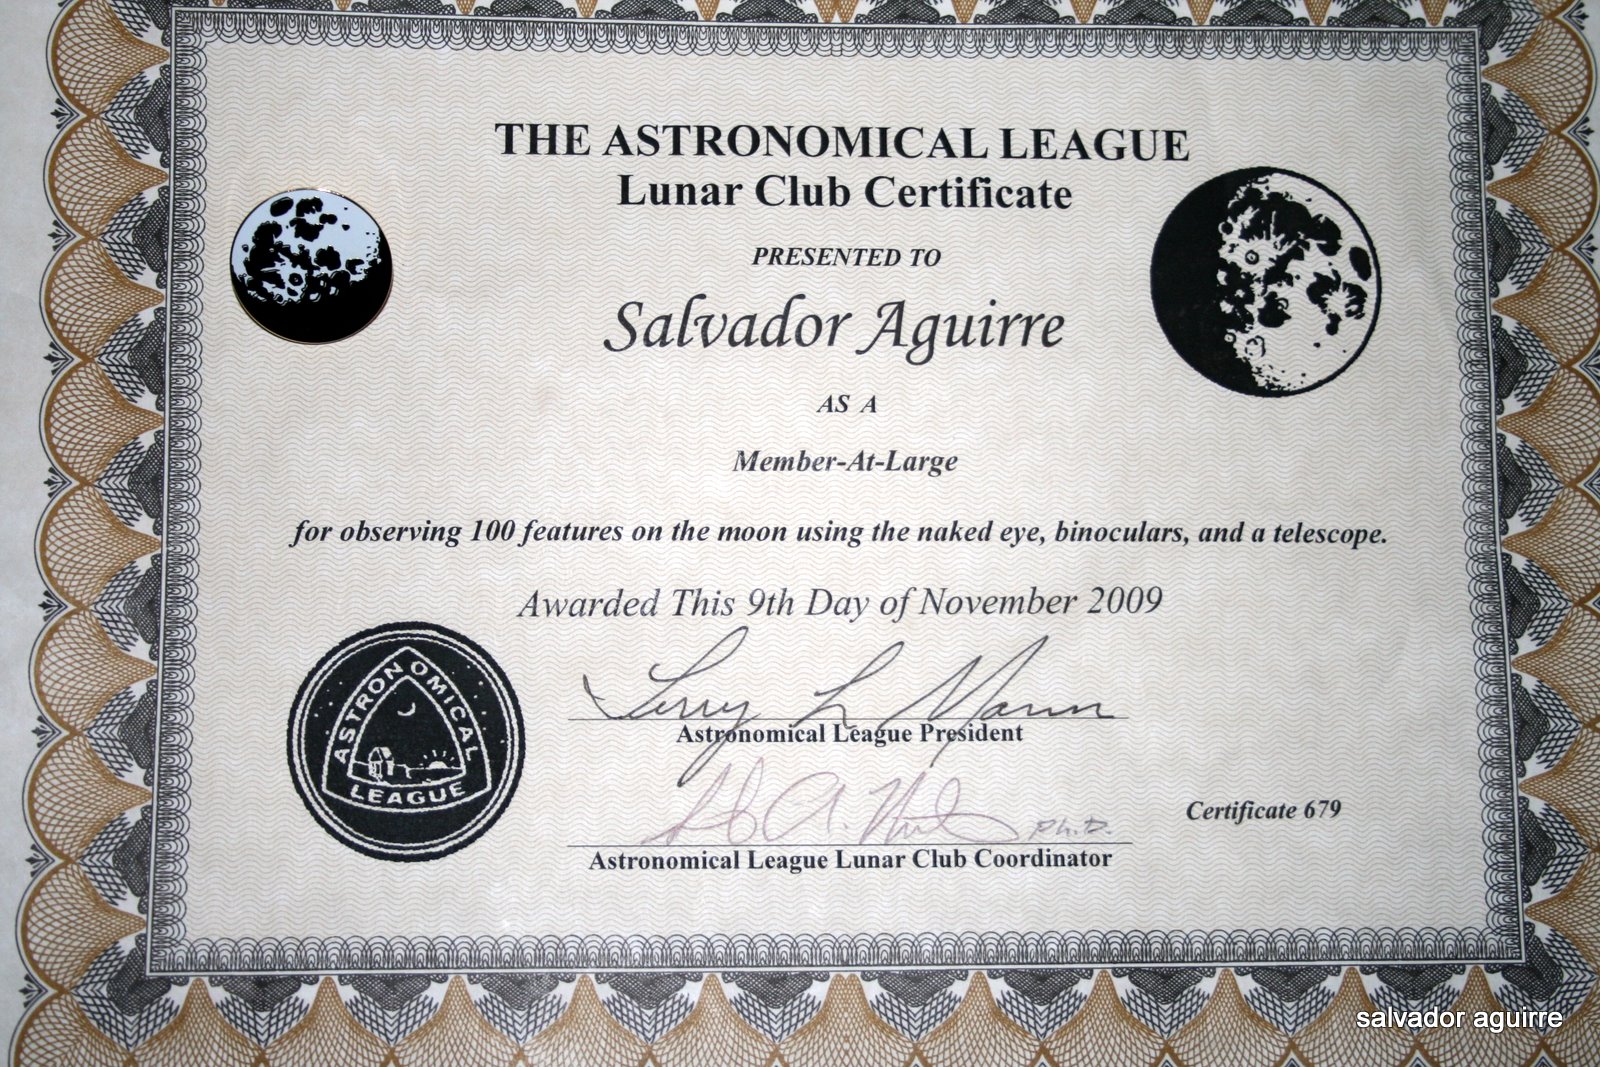 THE ASTRONOMICAL LEAGUE
Lunar Club Certificate
PRESENTED TO
Salvador Aguirre
AS A
Member-At-Large
for observing 100 features on the moon using the naked eye, binoculars, and a telescope.
Awarded This 9th Day of November 2009
ASTRONOMICAL
LEAGUE
Terry L Mann
Astronomical League President
Ph.D.
Certificate 679
Astronomical League Lunar Club Coordinator
salvador aguirre